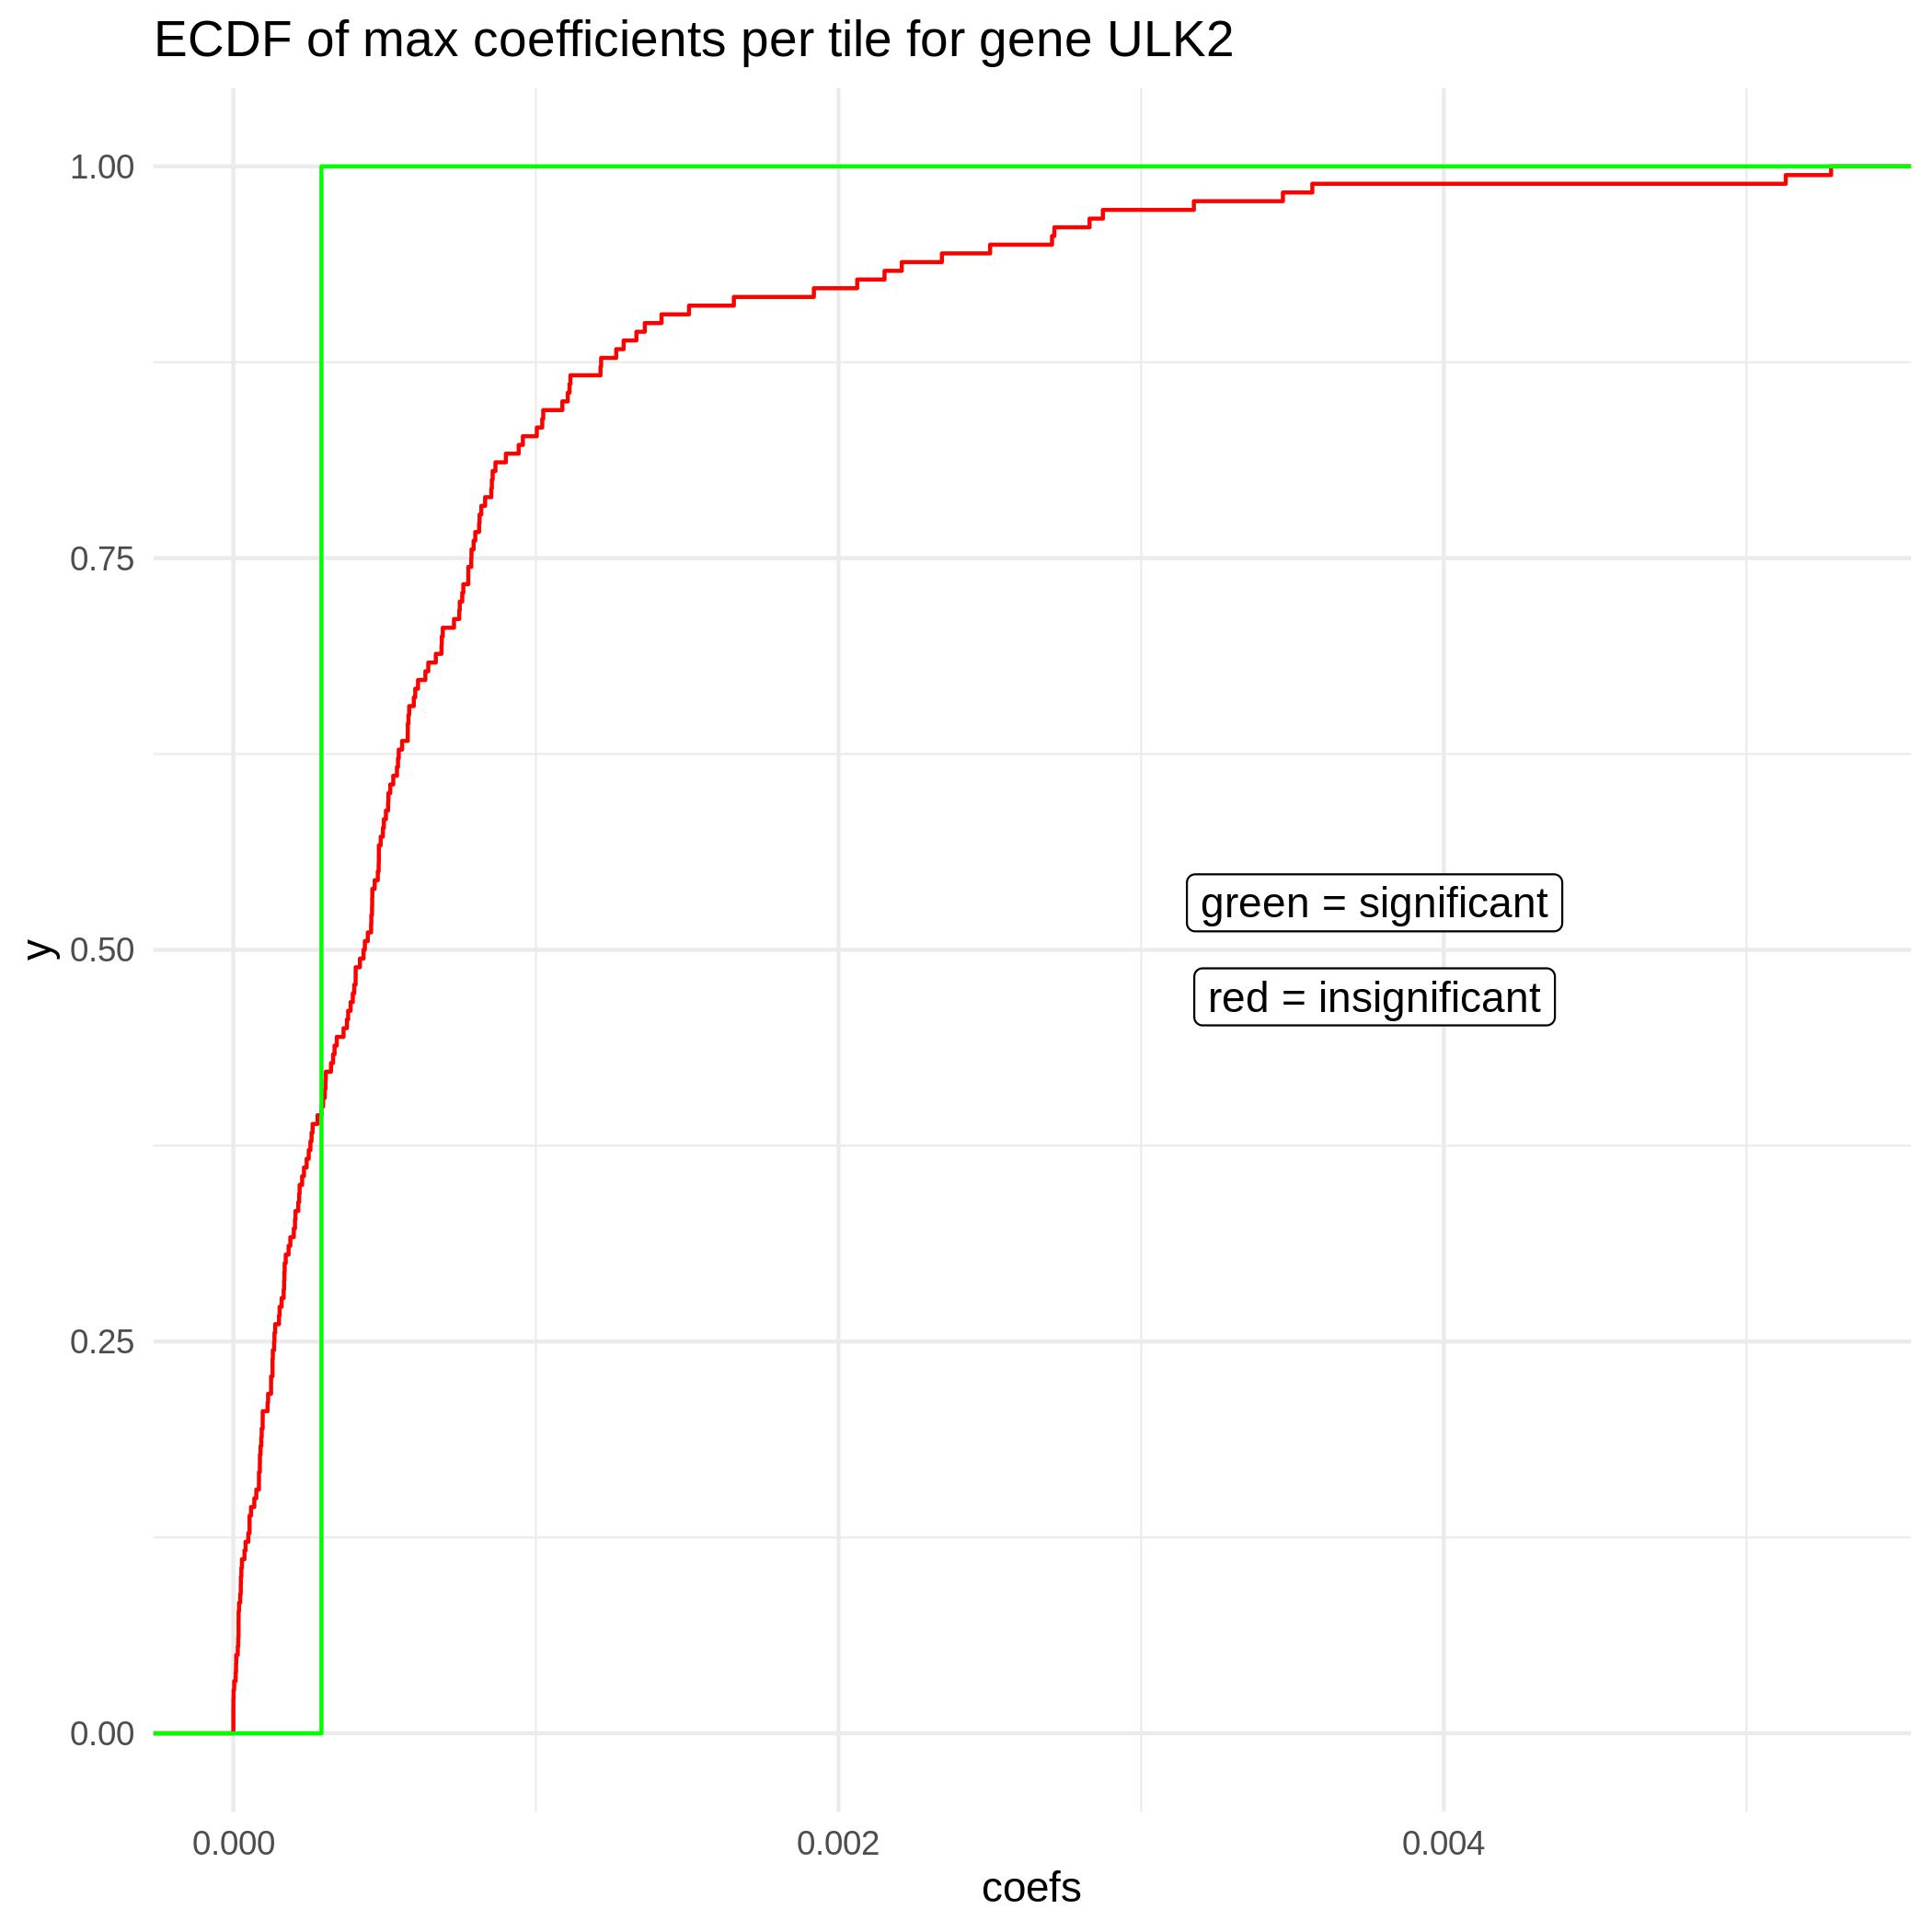 ECDF of max coefficients per tile for gene ULK2
1.00
0.75
0.50
0.25
0.00
y
green = significant
red = insignificant
0.000 0.002 0.004
coefs